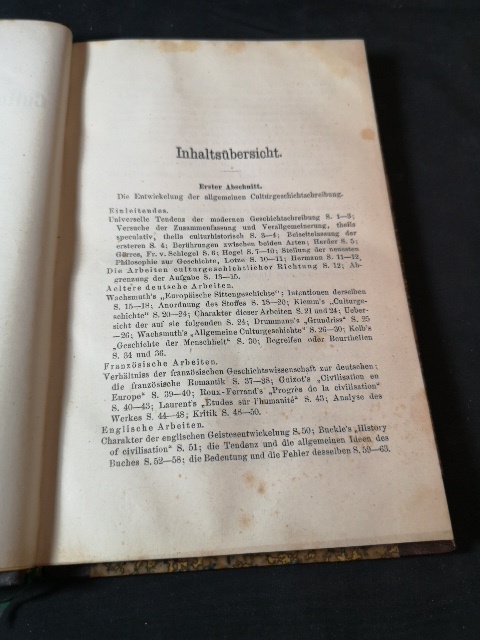 Inhaltsübersicht.
Erster Abschnitt.
Die Entwickelung der allgemeinen Culturgeschichtschreibung.
Einleitendes.
Universelle Tendenz der modernen Geschichtschreibung S. 1—3;
Versuche der Zusammenfassung und Verallgemeinerung, theils
speculativ, theils culturhistorisch S. 3—4; Beiseitelassung der
ersteren S. 4; Berührungen zwischen beiden Arten; Herder S. 5;
Görres, Fr. v. Schlegel S. 6; Hegel S. 7—10; Stellung der neuesten
Philosophie zur Geschichte, Lotze S. 10—11; Hermann S. 11—12.
Die Arbeiten culturgeschichtlicher Richtung S. 12; Ab-
grenzung der Aufgabe S. 13—15.
Aeltere deutsche Arbeiten.
Wachsmuth's „Europäische Sittengeschichte"; Intentionen derselben
S. 15—18; Anordnung des Stoffes S. 18—20; Klemm's „Culturge-
schichte" S. 20—24; Charakter dieser Arbeiten S. 21 und 24; Ueber-
sicht der auf sie folgenden S. 24; Drumann's „Grundriss" S. 25
—26; Wachsmuth's „Allgemeine Culturgeschichte" S. 26—30; Kolb's
„Geschichte der Menschheit" S. 30; Begreifen oder Beurtheilen
S. 34 und 36.
Französische Arbeiten.
Verhältniss der französischen Geschichtswissenschaft zur deutschen;
die französische Romantik S. 37—38; Guizot's „Civilisation en
Europe" S. 39—40; Roux-Ferrand's „Progrès de la civilisation"
S. 40—43; Laurent's „Etudes sur l'humanité" S. 43; Analyse des
Werkes S. 44—48; Kritik S. 48—50.
Englische Arbeiten.
Charakter der englischen Geistesentwickelung S. 50; Buckle's „History
of civilisation" S. 51; die Tendenz und die allgemeinen Ideen des
Buches S. 52—58; die Bedeutung und die Fehler desselben S. 59—63.